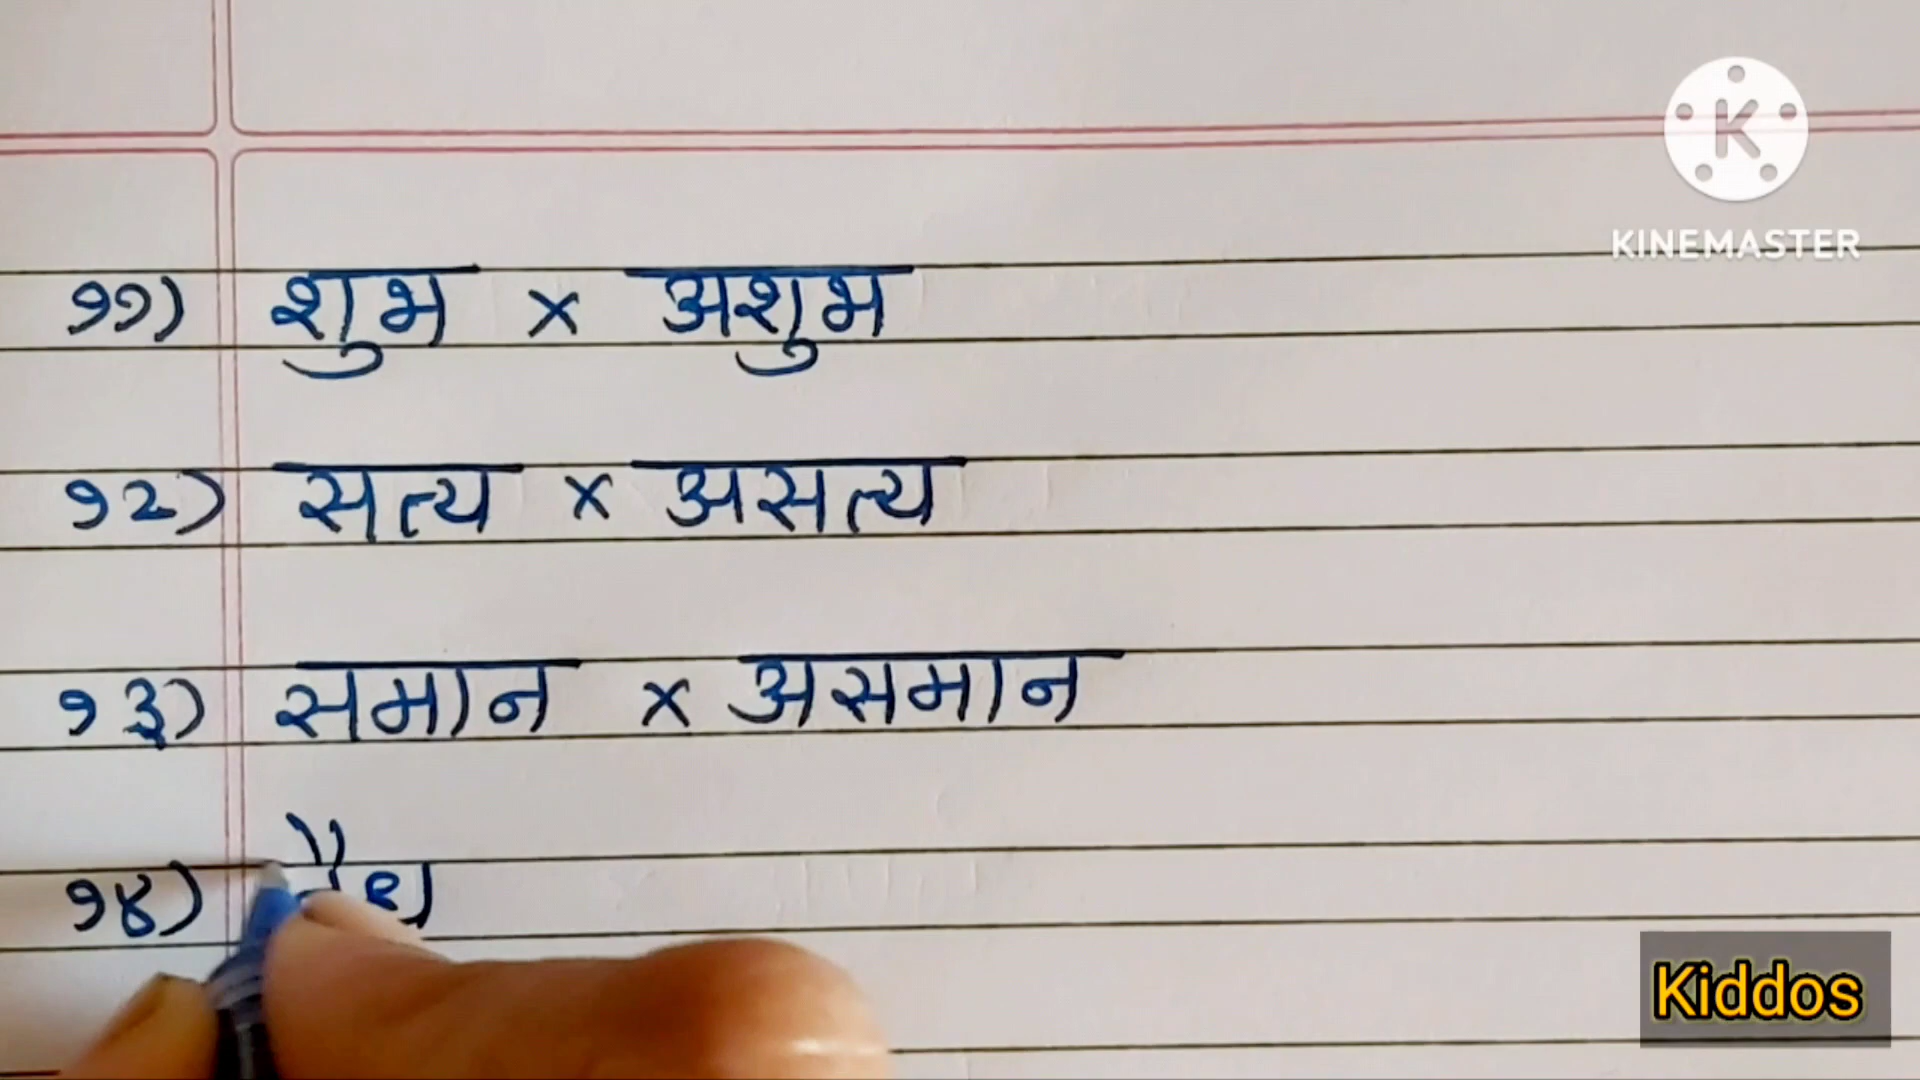 KINEMASTER
११) शुभ x अशुभ
१२) सत्य x असत्य
१३) समान x असमान
१४)
Kiddos